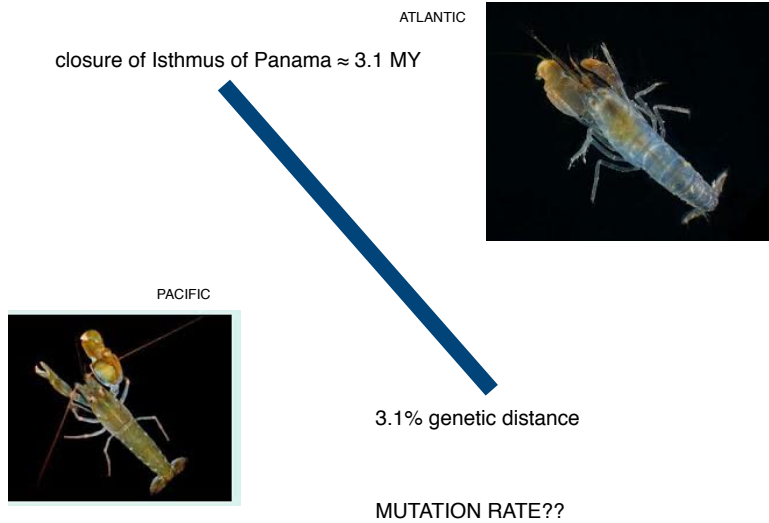 ATLANTIC
closure of Isthmus of Panama ≈ 3.1 MY
PACIFIC
3.1% genetic distance
MUTATION RATE??